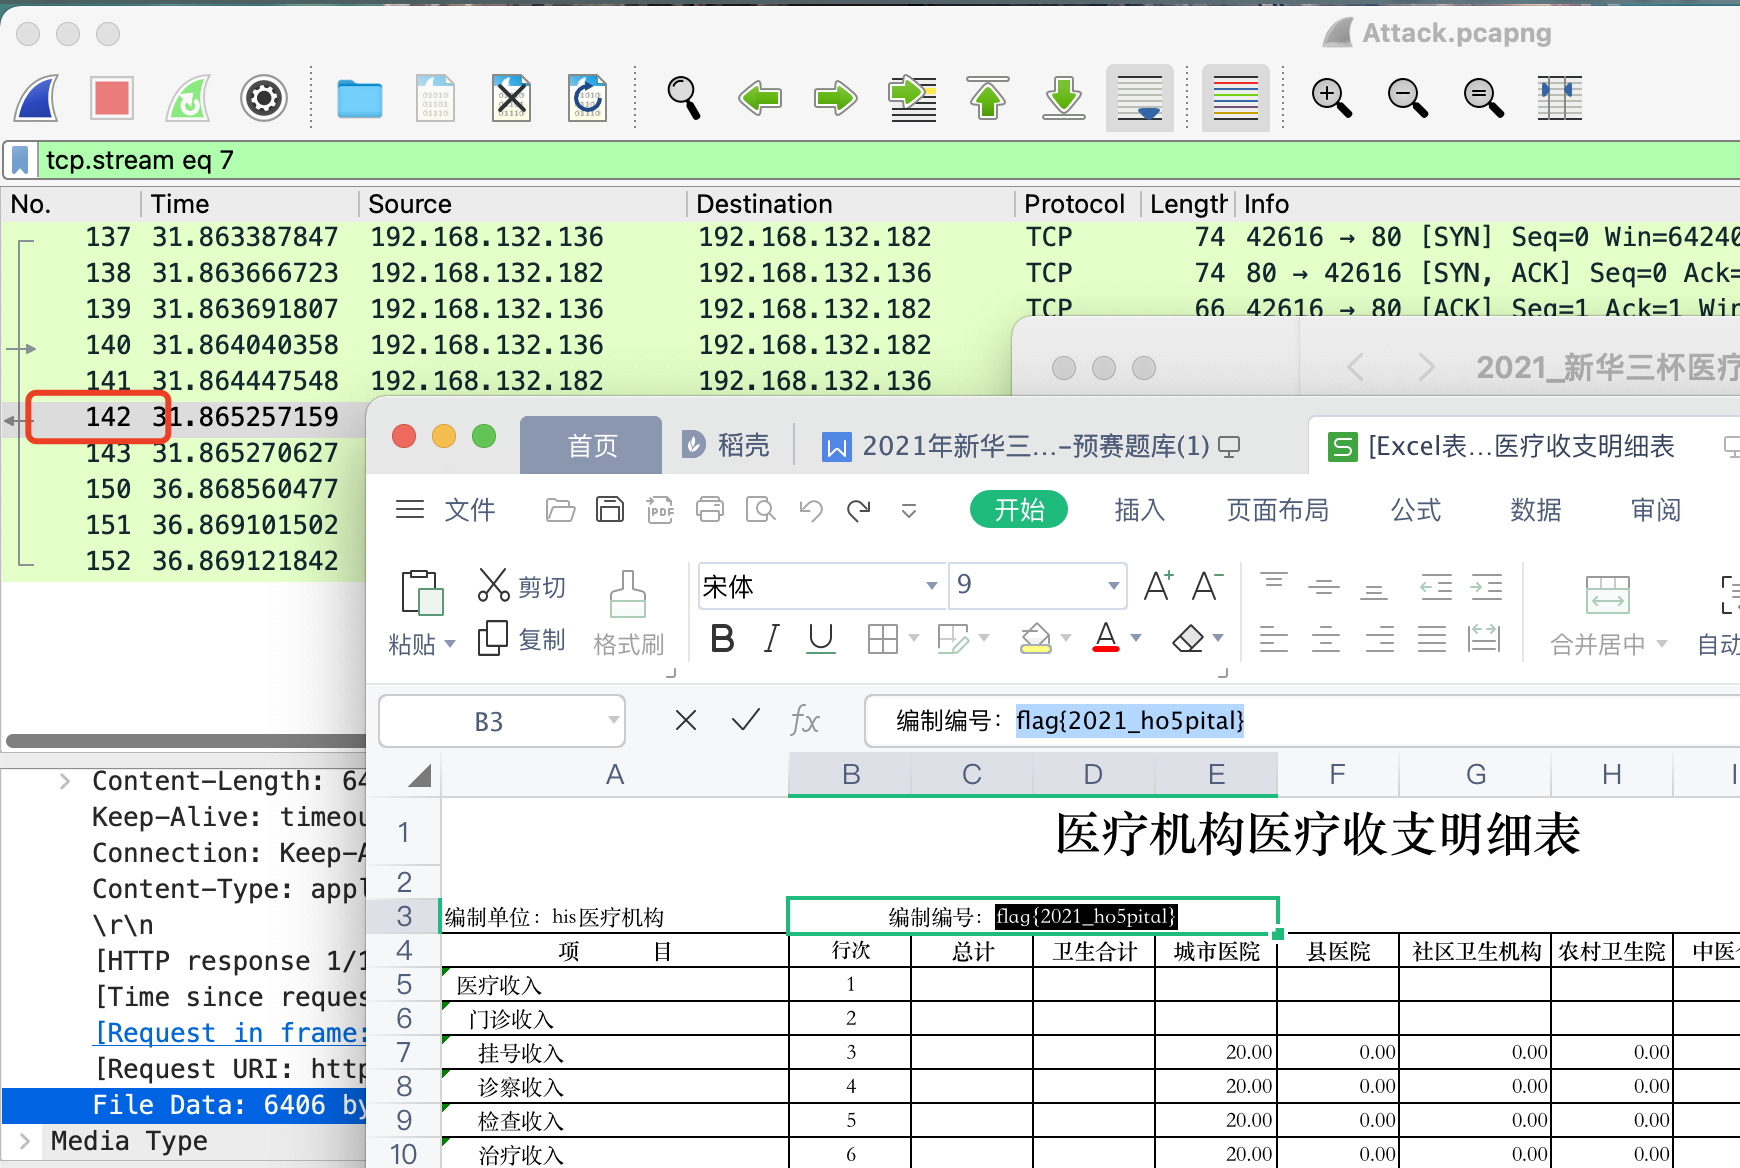 Attack.pcapng
tcp.stream eq 7
No. Time Source Destination Protocol Length Info
137 31.863387847 192.168.132.136 192.168.132.182 TCP 74 42616 → 80 [SYN] Seq=0 Win=64240
138 31.863666723 192.168.132.182 192.168.132.136 TCP 74 80 → 42616 [SYN, ACK] Seq=0 Ack=
139 31.863691807 192.168.132.136 192.168.132.182 TCP 66 42616 → 80 [ACK] Seq=1 Ack=1 Win
140 31.864040358 192.168.132.136 192.168.132.182
141 31.864447548 192.168.132.182 192.168.132.136
142 31.865257159
143 31.865270627
150 36.868560477
151 36.869101502
152 36.869121842
2021_新华三杯医疗
首页 稻壳 2021年新华三...-预赛题库(1) [Excel表...医疗收支明细表
文件 开始 插入 页面布局 公式 数据 审阅
粘贴 剪切 复制 格式刷 宋体 9 合并居中 自动
B3 fx 编制编号：flag{2021_ho5pital}
A B C D E F G H I
1 医疗机构医疗收支明细表
2
3 编制单位：his医疗机构 编制编号：flag{2021_ho5pital}
4 项 目 行次 总计 卫生合计 城市医院 县医院 社区卫生机构 农村卫生院 中医
5 医疗收入 1
6 门诊收入 2
7 挂号收入 3 20.00 0.00 0.00 0.00
8 诊察收入 4 20.00 0.00 0.00 0.00
9 检查收入 5 20.00 0.00 0.00 0.00
10 治疗收入 6 20.00 0.00 0.00 0.00
Content-Length: 64
Keep-Alive: timeou
Connection: Keep-A
Content-Type: appl
\r\n
[HTTP response 1/1
[Time since reques
[Request in frame:
[Request URI: http
File Data: 6406 by
Media Type